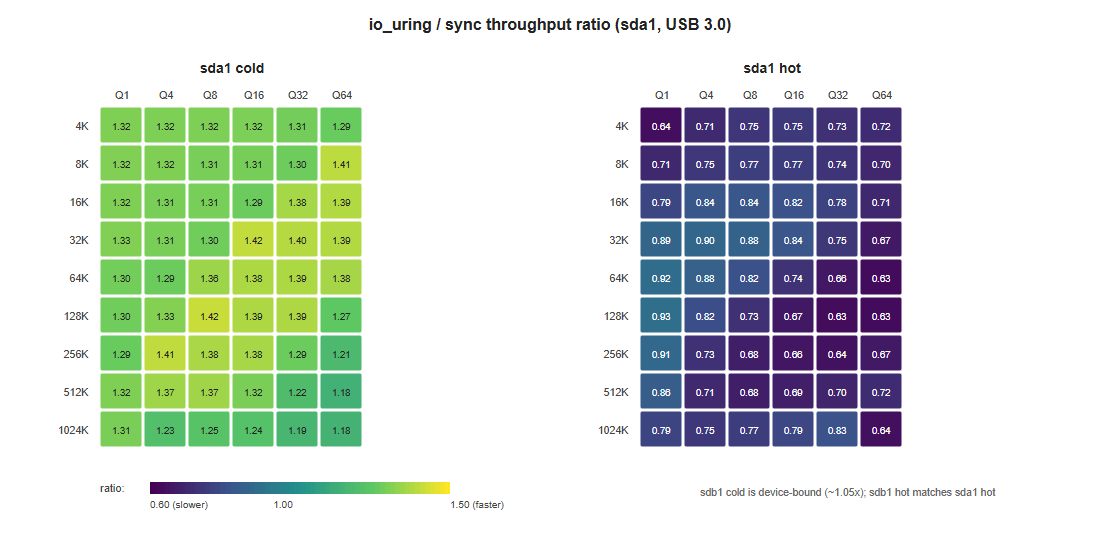 io_uring / sync throughput ratio (sda1, USB 3.0)
sda1 cold
Q1 Q4 Q8 Q16 Q32 Q64
4K 1.32 1.32 1.32 1.32 1.31 1.29
8K 1.32 1.32 1.31 1.31 1.30 1.41
16K 1.32 1.31 1.31 1.29 1.38 1.39
32K 1.33 1.31 1.30 1.42 1.40 1.39
64K 1.30 1.29 1.36 1.38 1.39 1.38
128K 1.30 1.33 1.42 1.39 1.39 1.27
256K 1.29 1.41 1.38 1.38 1.29 1.21
512K 1.32 1.37 1.37 1.32 1.22 1.18
1024K 1.31 1.23 1.25 1.24 1.19 1.18
sda1 hot
Q1 Q4 Q8 Q16 Q32 Q64
4K 0.64 0.71 0.75 0.75 0.73 0.72
8K 0.71 0.75 0.77 0.77 0.74 0.70
16K 0.79 0.84 0.84 0.82 0.78 0.71
32K 0.89 0.90 0.88 0.84 0.75 0.67
64K 0.92 0.88 0.82 0.74 0.66 0.63
128K 0.93 0.82 0.73 0.67 0.63 0.63
256K 0.91 0.73 0.68 0.66 0.64 0.67
512K 0.86 0.71 0.68 0.69 0.70 0.72
1024K 0.79 0.75 0.77 0.79 0.83 0.64
ratio:
0.60 (slower) 1.00 1.50 (faster)
sdb1 cold is device-bound (~1.05x); sdb1 hot matches sda1 hot